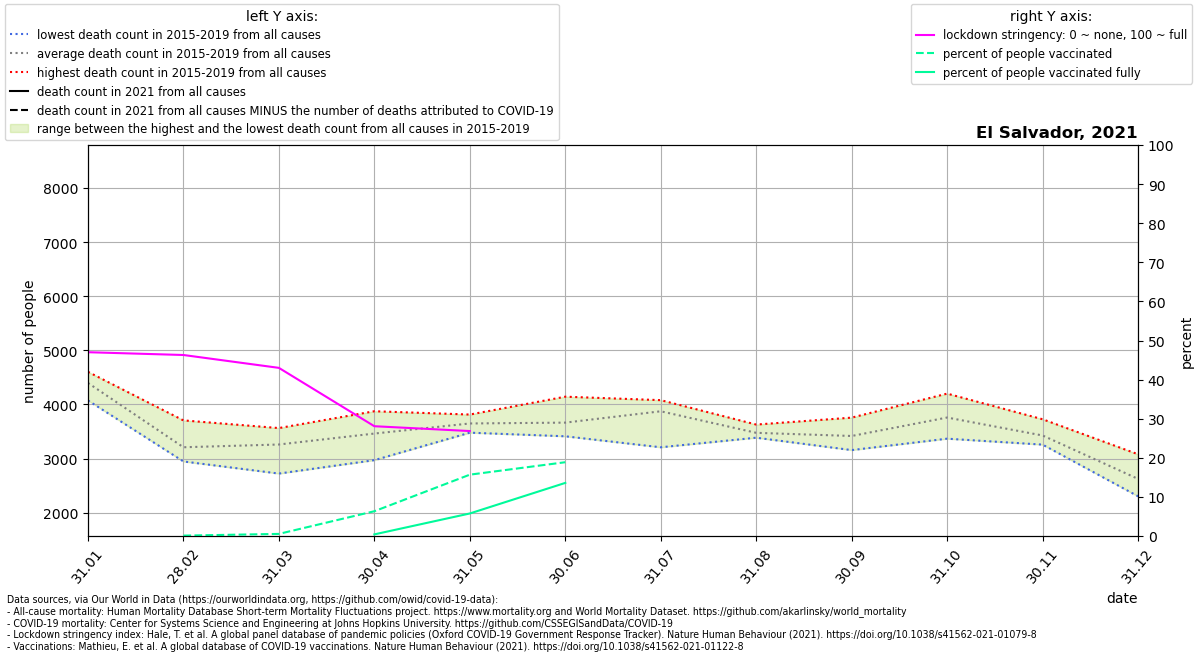 left Y axis:
lowest death count in 2015-2019 from all causes
average death count in 2015-2019 from all causes
highest death count in 2015-2019 from all causes
death count in 2021 from all causes
death count in 2021 from all causes MINUS the number of deaths attributed to COVID-19
range between the highest and the lowest death count from all causes in 2015-2019
right Y axis:
lockdown stringency: 0 ~ none, 100 ~ full
percent of people vaccinated
percent of people vaccinated fully
El Salvador, 2021
number of people
8000
7000
6000
5000
4000
3000
2000
100
90
80
70
60
50
40
30
20
10
0
percent
31.01
28.02
31.03
30.04
31.05
30.06
31.07
31.08
30.09
31.10
30.11
31.12
date
Data sources, via Our World in Data (https://ourworldindata.org, https://github.com/owid/covid-19-data):
- All-cause mortality: Human Mortality Database Short-term Mortality Fluctuations project. https://www.mortality.org and World Mortality Dataset. https://github.com/akarlinsky/world_mortality
- COVID-19 mortality: Center for Systems Science and Engineering at Johns Hopkins University. https://github.com/CSSEGISandData/COVID-19
- Lockdown stringency index: Hale, T. et al. A global panel database of pandemic policies (Oxford COVID-19 Government Response Tracker). Nature Human Behaviour (2021). https://doi.org/10.1038/s41562-021-01079-8
- Vaccinations: Mathieu, E. et al. A global database of COVID-19 vaccinations. Nature Human Behaviour (2021). https://doi.org/10.1038/s41562-021-01122-8